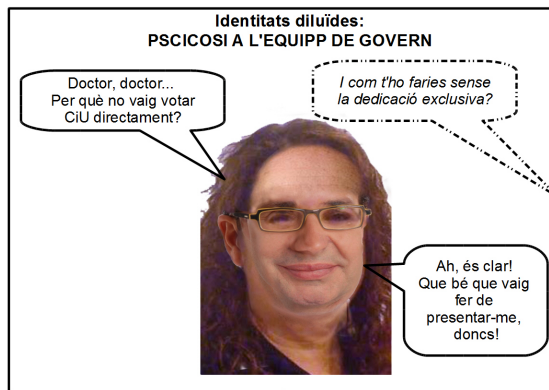 Identitats diluïdes:
PSCICOSI A L'EQUIPP DE GOVERN
Doctor, doctor...
Per què no vaig votar
CiU directament?
I com t'ho faries sense
la dedicació exclusiva?
Ah, és clar!
Que bé que vaig
fer de
presentar-me,
doncs!